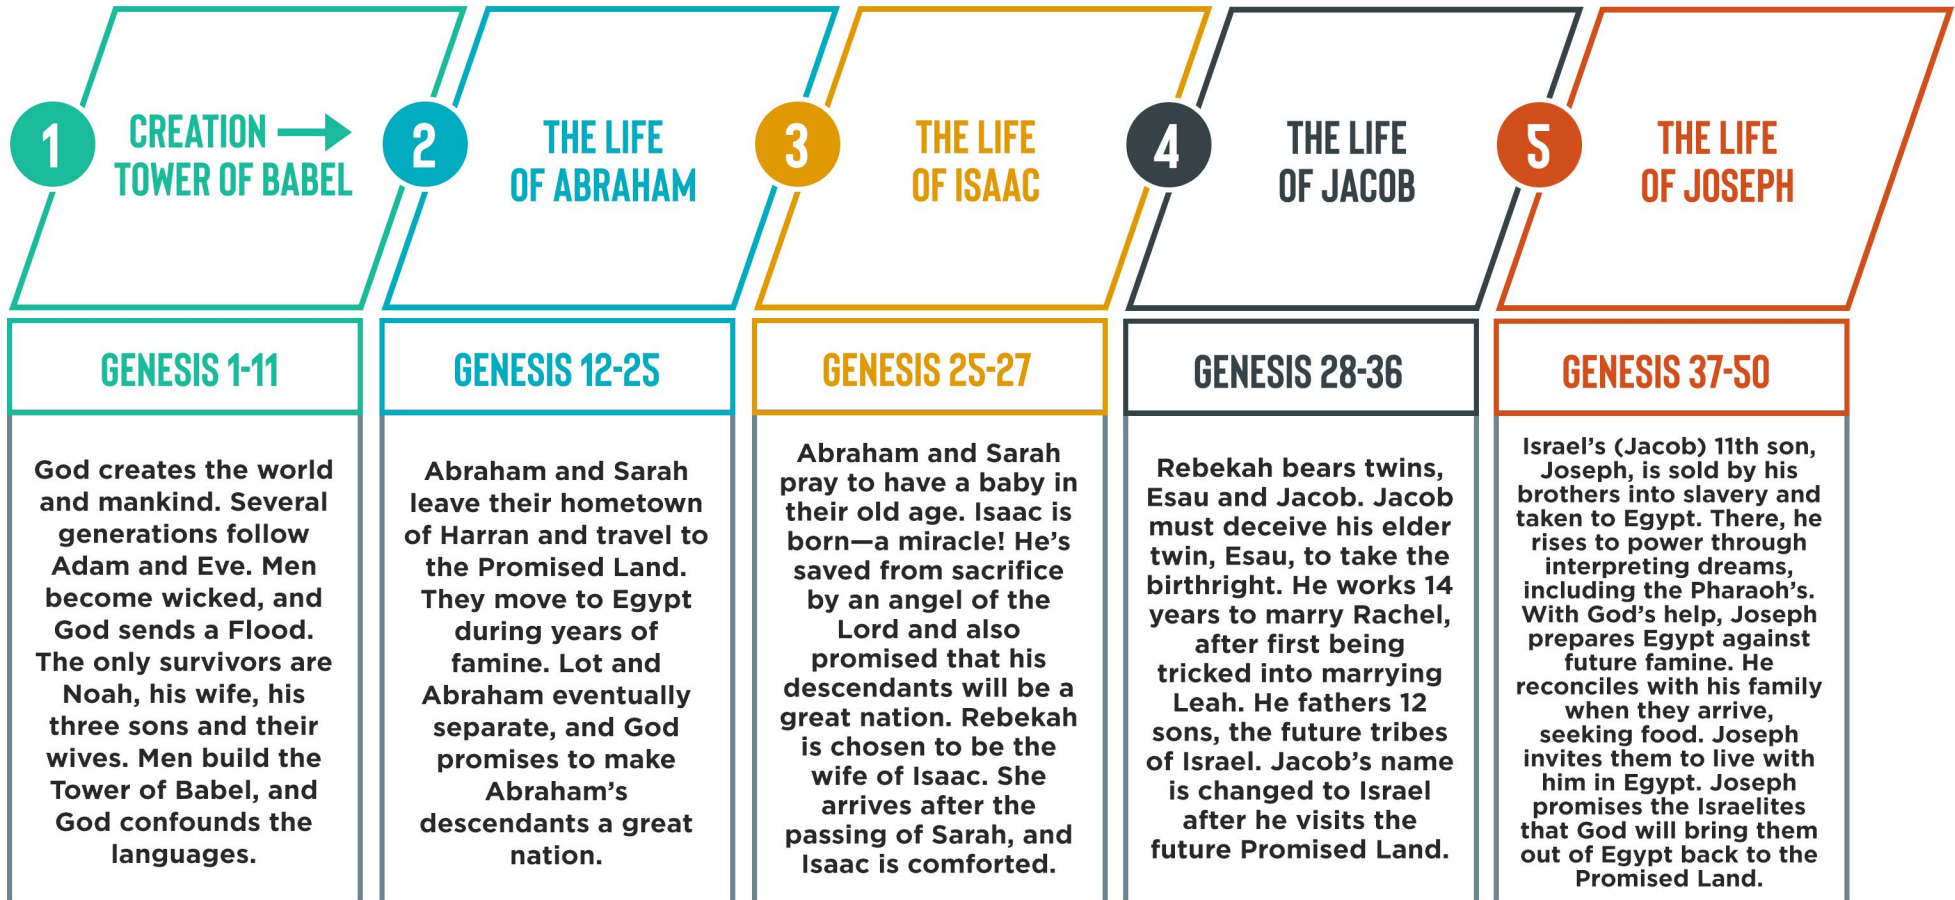 1
CREATION →
TOWER OF BABEL
GENESIS 1-11
God creates the world
and mankind. Several
generations follow
Adam and Eve. Men
become wicked, and
God sends a Flood.
The only survivors are
Noah, his wife, his
three sons and their
wives. Men build the
Tower of Babel, and
God confounds the
languages.
2
THE LIFE
OF ABRAHAM
GENESIS 12-25
Abraham and Sarah
leave their hometown
of Harran and travel to
the Promised Land.
They move to Egypt
during years of
famine. Lot and
Abraham eventually
separate, and God
promises to make
Abraham's
descendants a great
nation.
3
THE LIFE
OF ISAAC
GENESIS 25-27
Abraham and Sarah
pray to have a baby in
their old age. Isaac is
born—a miracle! He's
saved from sacrifice
by an angel of the
Lord and also
promised that his
descendants will be a
great nation. Rebekah
is chosen to be the
wife of Isaac. She
arrives after the
passing of Sarah, and
Isaac is comforted.
4
THE LIFE
OF JACOB
GENESIS 28-36
Rebekah bears twins,
Esau and Jacob. Jacob
must deceive his elder
twin, Esau, to take the
birthright. He works 14
years to marry Rachel,
after first being
tricked into marrying
Leah. He fathers 12
sons, the future tribes
of Israel. Jacob's name
is changed to Israel
after he visits the
future Promised Land.
5
THE LIFE
OF JOSEPH
GENESIS 37-50
Israel's (Jacob) 11th son,
Joseph, is sold by his
brothers into slavery and
taken to Egypt. There, he
rises to power through
interpreting dreams,
including the Pharaoh's.
With God's help, Joseph
prepares Egypt against
future famine. He
reconciles with his family
when they arrive,
seeking food. Joseph
invites them to live with
him in Egypt. Joseph
promises the Israelites
that God will bring them
out of Egypt back to the
Promised Land.